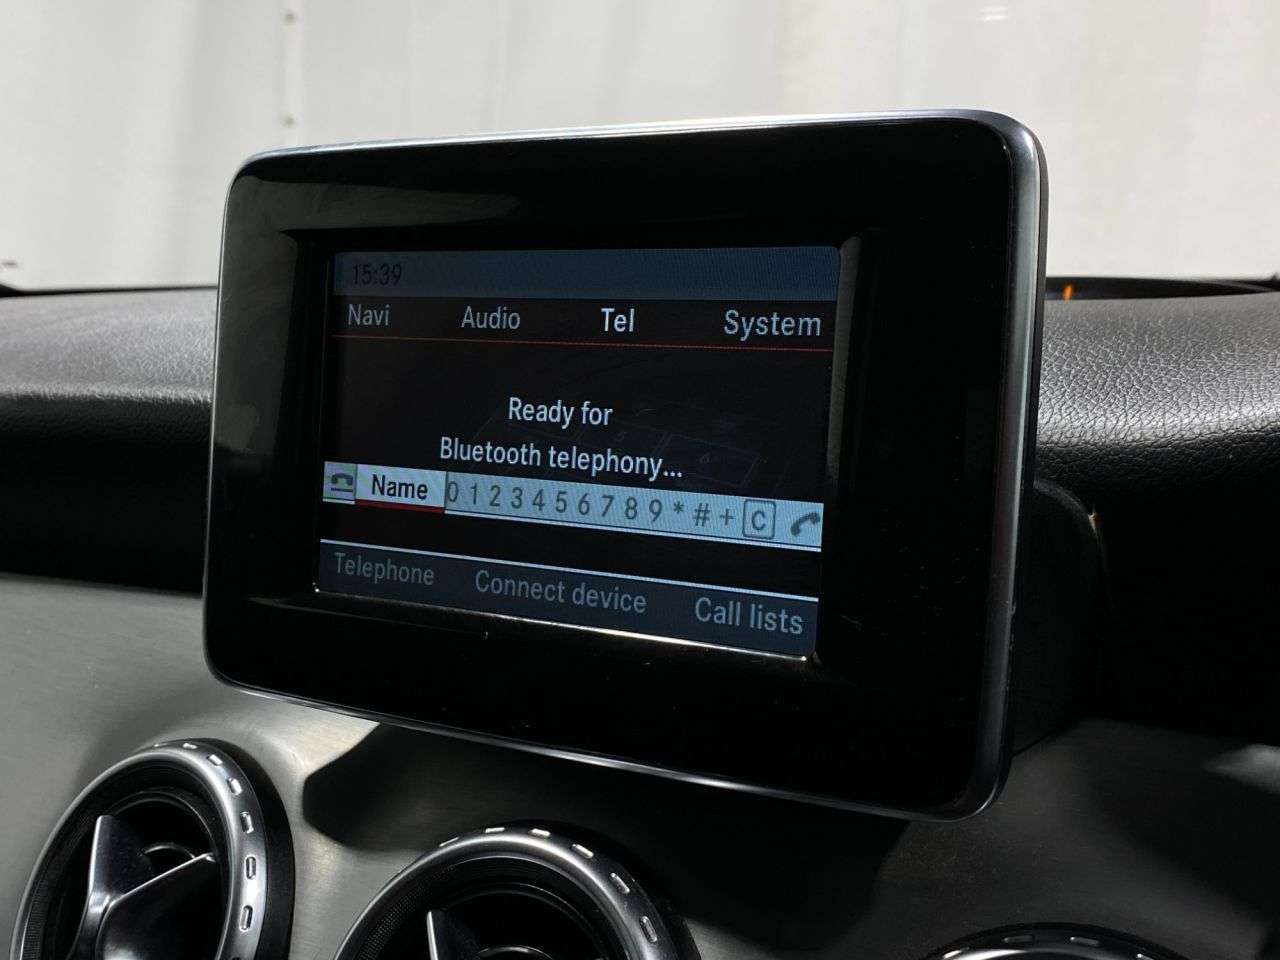 15:39
Navi Audio Tel System
Ready for
Bluetooth telephony...
Name 0 1 2 3 4 5 6 7 8 9 * # + C
Telephone Connect device Call lists